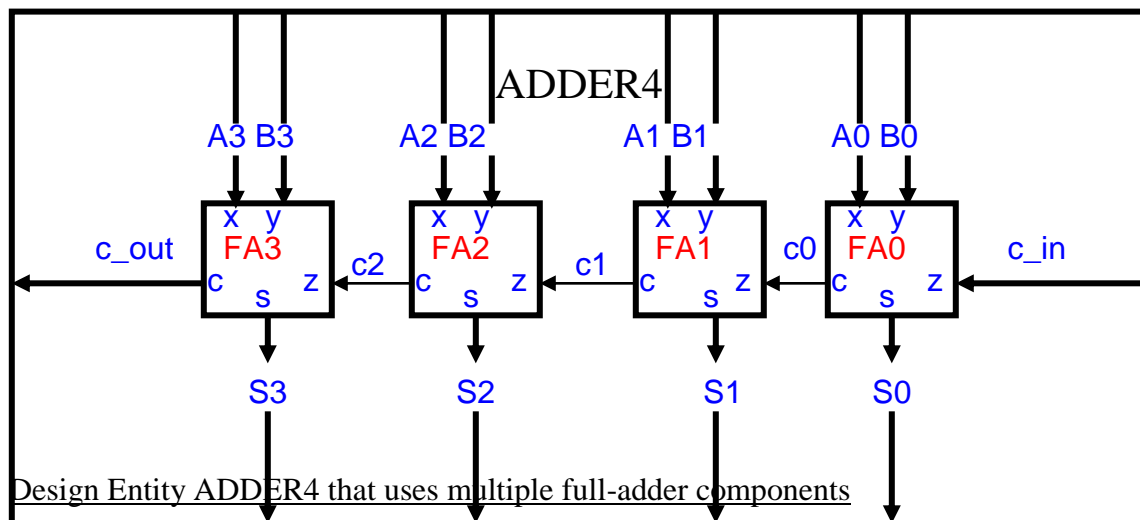 ADDER4
A3 B3 A2 B2 A1 B1 A0 B0
x y x y x y x y
c_out FA3 c2 FA2 c1 FA1 c0 FA0 c_in
c s z c s z c s z c s z
S3 S2 S1 S0
Design Entity ADDER4 that uses multiple full-adder components